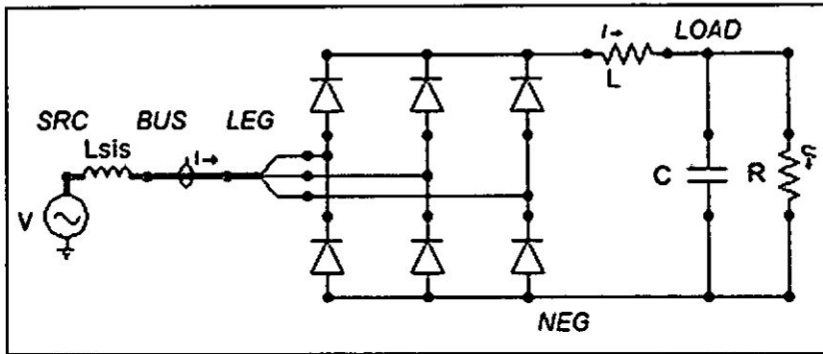 I→ LOAD
L
SRC BUS LEG
Lsis I→
V
C R
NEG